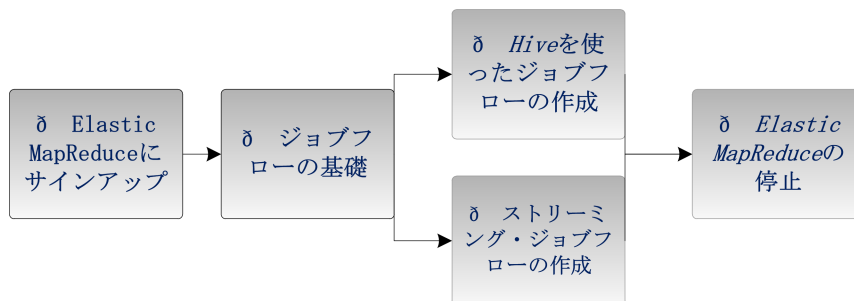 ð Elastic
MapReduceに
サインアップ
ð ジョブフ
ローの基礎
ð Hiveを使
ったジョブフ
ローの作成
ð ストリーミ
ング・ジョブフ
ローの作成
ð Elastic
MapReduceの
停止